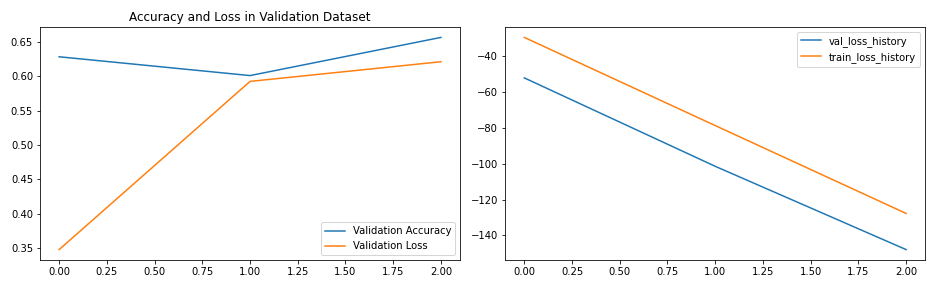 Accuracy and Loss in Validation Dataset
0.65
0.60
0.55
0.50
0.45
0.40
0.35
Validation Accuracy
Validation Loss
0.00 0.25 0.50 0.75 1.00 1.25 1.50 1.75 2.00
val_loss_history
train_loss_history
−40
−60
−80
−100
−120
−140
0.00 0.25 0.50 0.75 1.00 1.25 1.50 1.75 2.00